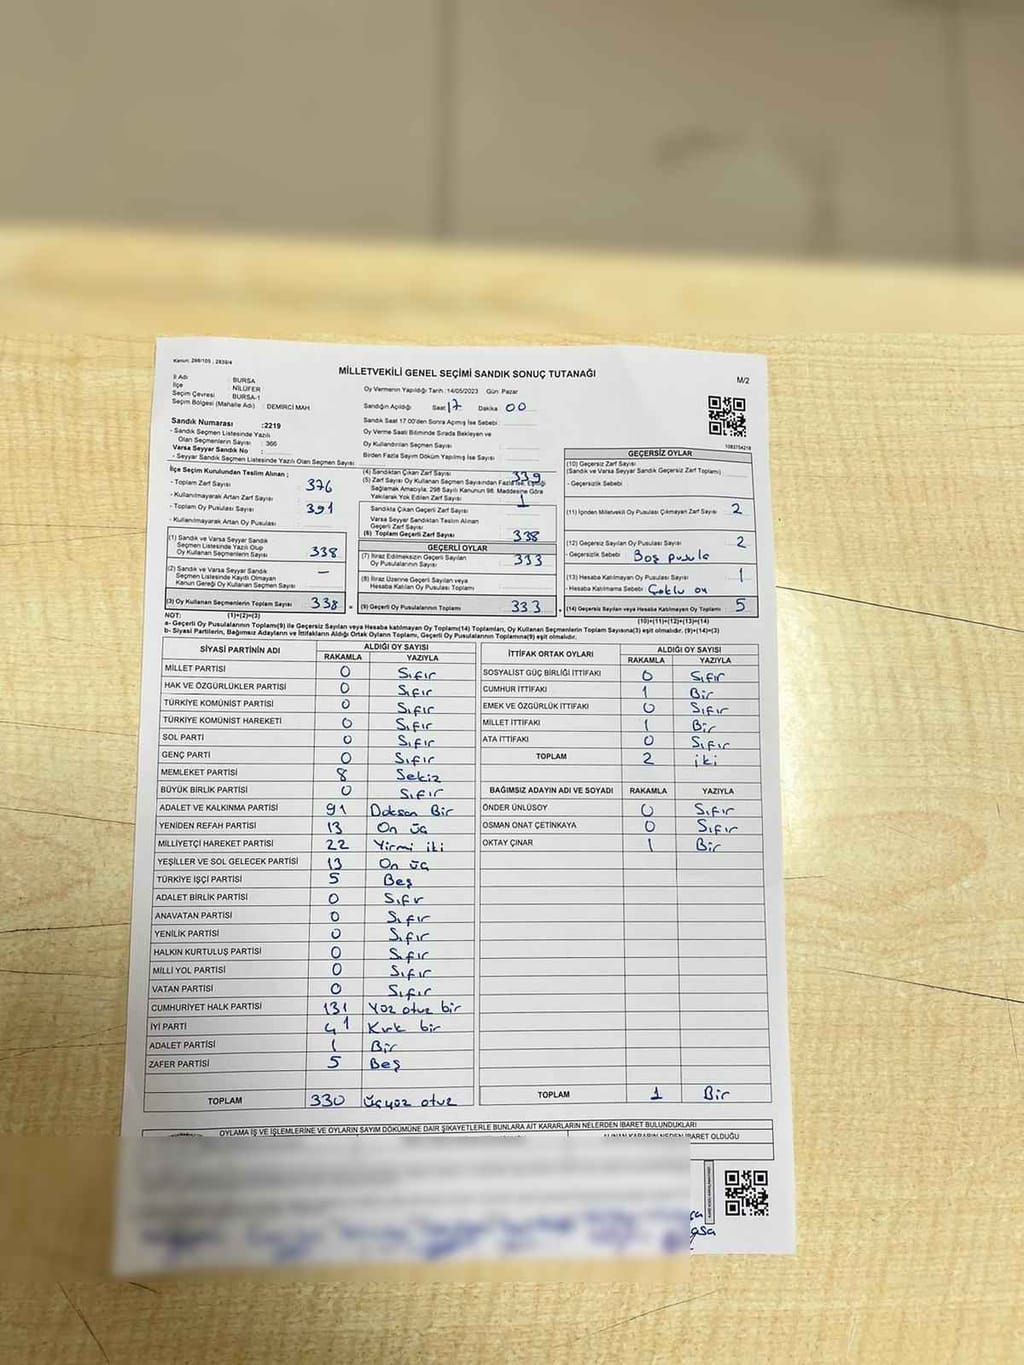 Kanun: 298/105 ; 2839/4
MİLLETVEKİLİ GENEL SEÇİMİ SANDIK SONUÇ TUTANAĞI
M/2
İl Adı : BURSA
İlçe : NİLÜFER
Seçim Çevresi : BURSA-1
Seçim Bölgesi (Mahalle Adı) : DEMİRCİ MAH
Oy Vermenin Yapıldığı Tarih : 14/05/2023 Gün: Pazar
Sandığın Açıldığı Saat 17 Dakika 00
Sandık Saat 17.00'den Sonra Açılmış İse Sebebi :
Oy Verme Saati Bitiminde Sırada Bekleyen ve
Oy Kullandırılan Seçmen Sayısı
Birden Fazla Sayım Dökümü Yapılmış İse Sayısı :
Sandık Numarası :2219
- Sandık Seçmen Listesinde Yazılı
Olan Seçmenlerin Sayısı : 366
Varsa Seyyar Sandık No :
- Seyyar Sandık Seçmen Listesinde Yazılı Olan Seçmen Sayısı :
İlçe Seçim Kurulundan Teslim Alınan ;
- Toplam Zarf Sayısı 376
- Kullanılmayarak Artan Zarf Sayısı :
- Toplam Oy Pusulası Sayısı 391
- Kullanılmayarak Artan Oy Pusulası :
(1) Sandık ve Varsa Seyyar Sandık
Seçmen Listesinde Yazılı Olup
Oy Kullanan Seçmenlerin Sayısı 338
(2) Sandık ve Varsa Seyyar Sandık
Seçmen Listesinde Kayıtlı Olmayan
Kanun Gereği Oy Kullanan Seçmen Sayısı –
(3) Oy Kullanan Seçmenlerin Toplam Sayısı 338 =
(1)+(2)=(3)
(4) Sandıktan Çıkan Zarf Sayısı 339
(5) Zarf Sayısı Oy Kullanan Seçmen Sayısından Fazla ise, Eşitliği
Sağlamak Amacıyla, 298 Sayılı Kanunun 98. Maddesine Göre
Yakılarak Yok Edilen Zarf Sayısı 1
Sandıkta Çıkan Geçerli Zarf Sayısı
Varsa Seyyar Sandıktan Teslim Alınan
Geçerli Zarf Sayısı
(6) Toplam Geçerli Zarf Sayısı 338
GEÇERLİ OYLAR
(7) İtiraz Edilmeksizin Geçerli Sayılan
Oy Pusulalarının Sayısı 333
(8) İtiraz Üzerine Geçerli Sayılan veya
Hesaba Katılan Oy Pusulası Toplamı
(9) Geçerli Oy Pusulalarının Toplamı 333 +
GEÇERSİZ OYLAR
(10) Geçersiz Zarf Sayısı
(Sandık ve Varsa Seyyar Sandık Geçersiz Zarf Toplamı)
- Geçersizlik Sebebi
(11) İçinden Milletvekili Oy Pusulası Çıkmayan Zarf Sayısı 2
(12) Geçersiz Sayılan Oy Pusulası Sayısı 2
- Geçersizlik Sebebi Boş pusula
(13) Hesaba Katılmayan Oy Pusulası Sayısı 1
- Hesaba Katılmama Sebebi Çoklu oy
(14) Geçersiz Sayılan veya Hesaba Katılmayan Oy Toplamı 5
(10)+(11)+(12)+(13)=(14)
NOT:
a- Geçerli Oy Pusulalarının Toplamı(9) ile Geçersiz Sayılan veya Hesaba katılmayan Oy Toplamı(14) Toplamları, Oy Kullanan Seçmenlerin Toplam Sayısına(3) eşit olmalıdır. (9)+(14)=(3)
b- Siyasi Partilerin, Bağımsız Adayların ve İttifakların Aldığı Ortak Oyların Toplamı, Geçerli Oy Pusulalarının Toplamına(9) eşit olmalıdır.
SİYASİ PARTİNİN ADI ALDIĞI OY SAYISI
RAKAMLA YAZIYLA
MİLLET PARTİSİ 0 Sıfır
HAK VE ÖZGÜRLÜKLER PARTİSİ 0 Sıfır
TÜRKİYE KOMÜNİST PARTİSİ 0 Sıfır
TÜRKİYE KOMÜNİST HAREKETİ 0 Sıfır
SOL PARTİ 0 Sıfır
GENÇ PARTİ 0 Sıfır
MEMLEKET PARTİSİ 8 Sekiz
BÜYÜK BİRLİK PARTİSİ 0 Sıfır
ADALET VE KALKINMA PARTİSİ 91 Doksan Bir
YENİDEN REFAH PARTİSİ 13 On üç
MİLLİYETÇİ HAREKET PARTİSİ 22 Yirmi iki
YEŞİLLER VE SOL GELECEK PARTİSİ 13 On üç
TÜRKİYE İŞÇİ PARTİSİ 5 Beş
ADALET BİRLİK PARTİSİ 0 Sıfır
ANAVATAN PARTİSİ 0 Sıfır
YENİLİK PARTİSİ 0 Sıfır
HALKIN KURTULUŞ PARTİSİ 0 Sıfır
MİLLİ YOL PARTİSİ 0 Sıfır
VATAN PARTİSİ 0 Sıfır
CUMHURİYET HALK PARTİSİ 131 Yüz otuz bir
İYİ PARTİ 41 Kırk bir
ADALET PARTİSİ 1 Bir
ZAFER PARTİSİ 5 Beş
TOPLAM 330 üçyüz otuz
İTTİFAK ORTAK OYLARI ALDIĞI OY SAYISI
RAKAMLA YAZIYLA
SOSYALİST GÜÇ BİRLİĞİ İTTİFAKI 0 Sıfır
CUMHUR İTTİFAKI 1 Bir
EMEK VE ÖZGÜRLÜK İTTİFAKI 0 Sıfır
MİLLET İTTİFAKI 1 Bir
ATA İTTİFAKI 0 Sıfır
TOPLAM 2 iki
BAĞIMSIZ ADAYIN ADI VE SOYADI RAKAMLA YAZIYLA
ÖNDER ÜNLÜSOY 0 Sıfır
OSMAN ONAT ÇETİNKAYA 0 Sıfır
OKTAY ÇINAR 1 Bir
TOPLAM 1 Bir
OYLAMA İŞ VE İŞLEMLERİNE VE OYLARIN SAYIM DÖKÜMÜNE DAİR ŞİKAYETLERLE BUNLARA AİT KARARLARIN NELERDEN İBARET BULUNDUKLARI
ALINAN KARARIN NEDEN İBARET OLDUĞU